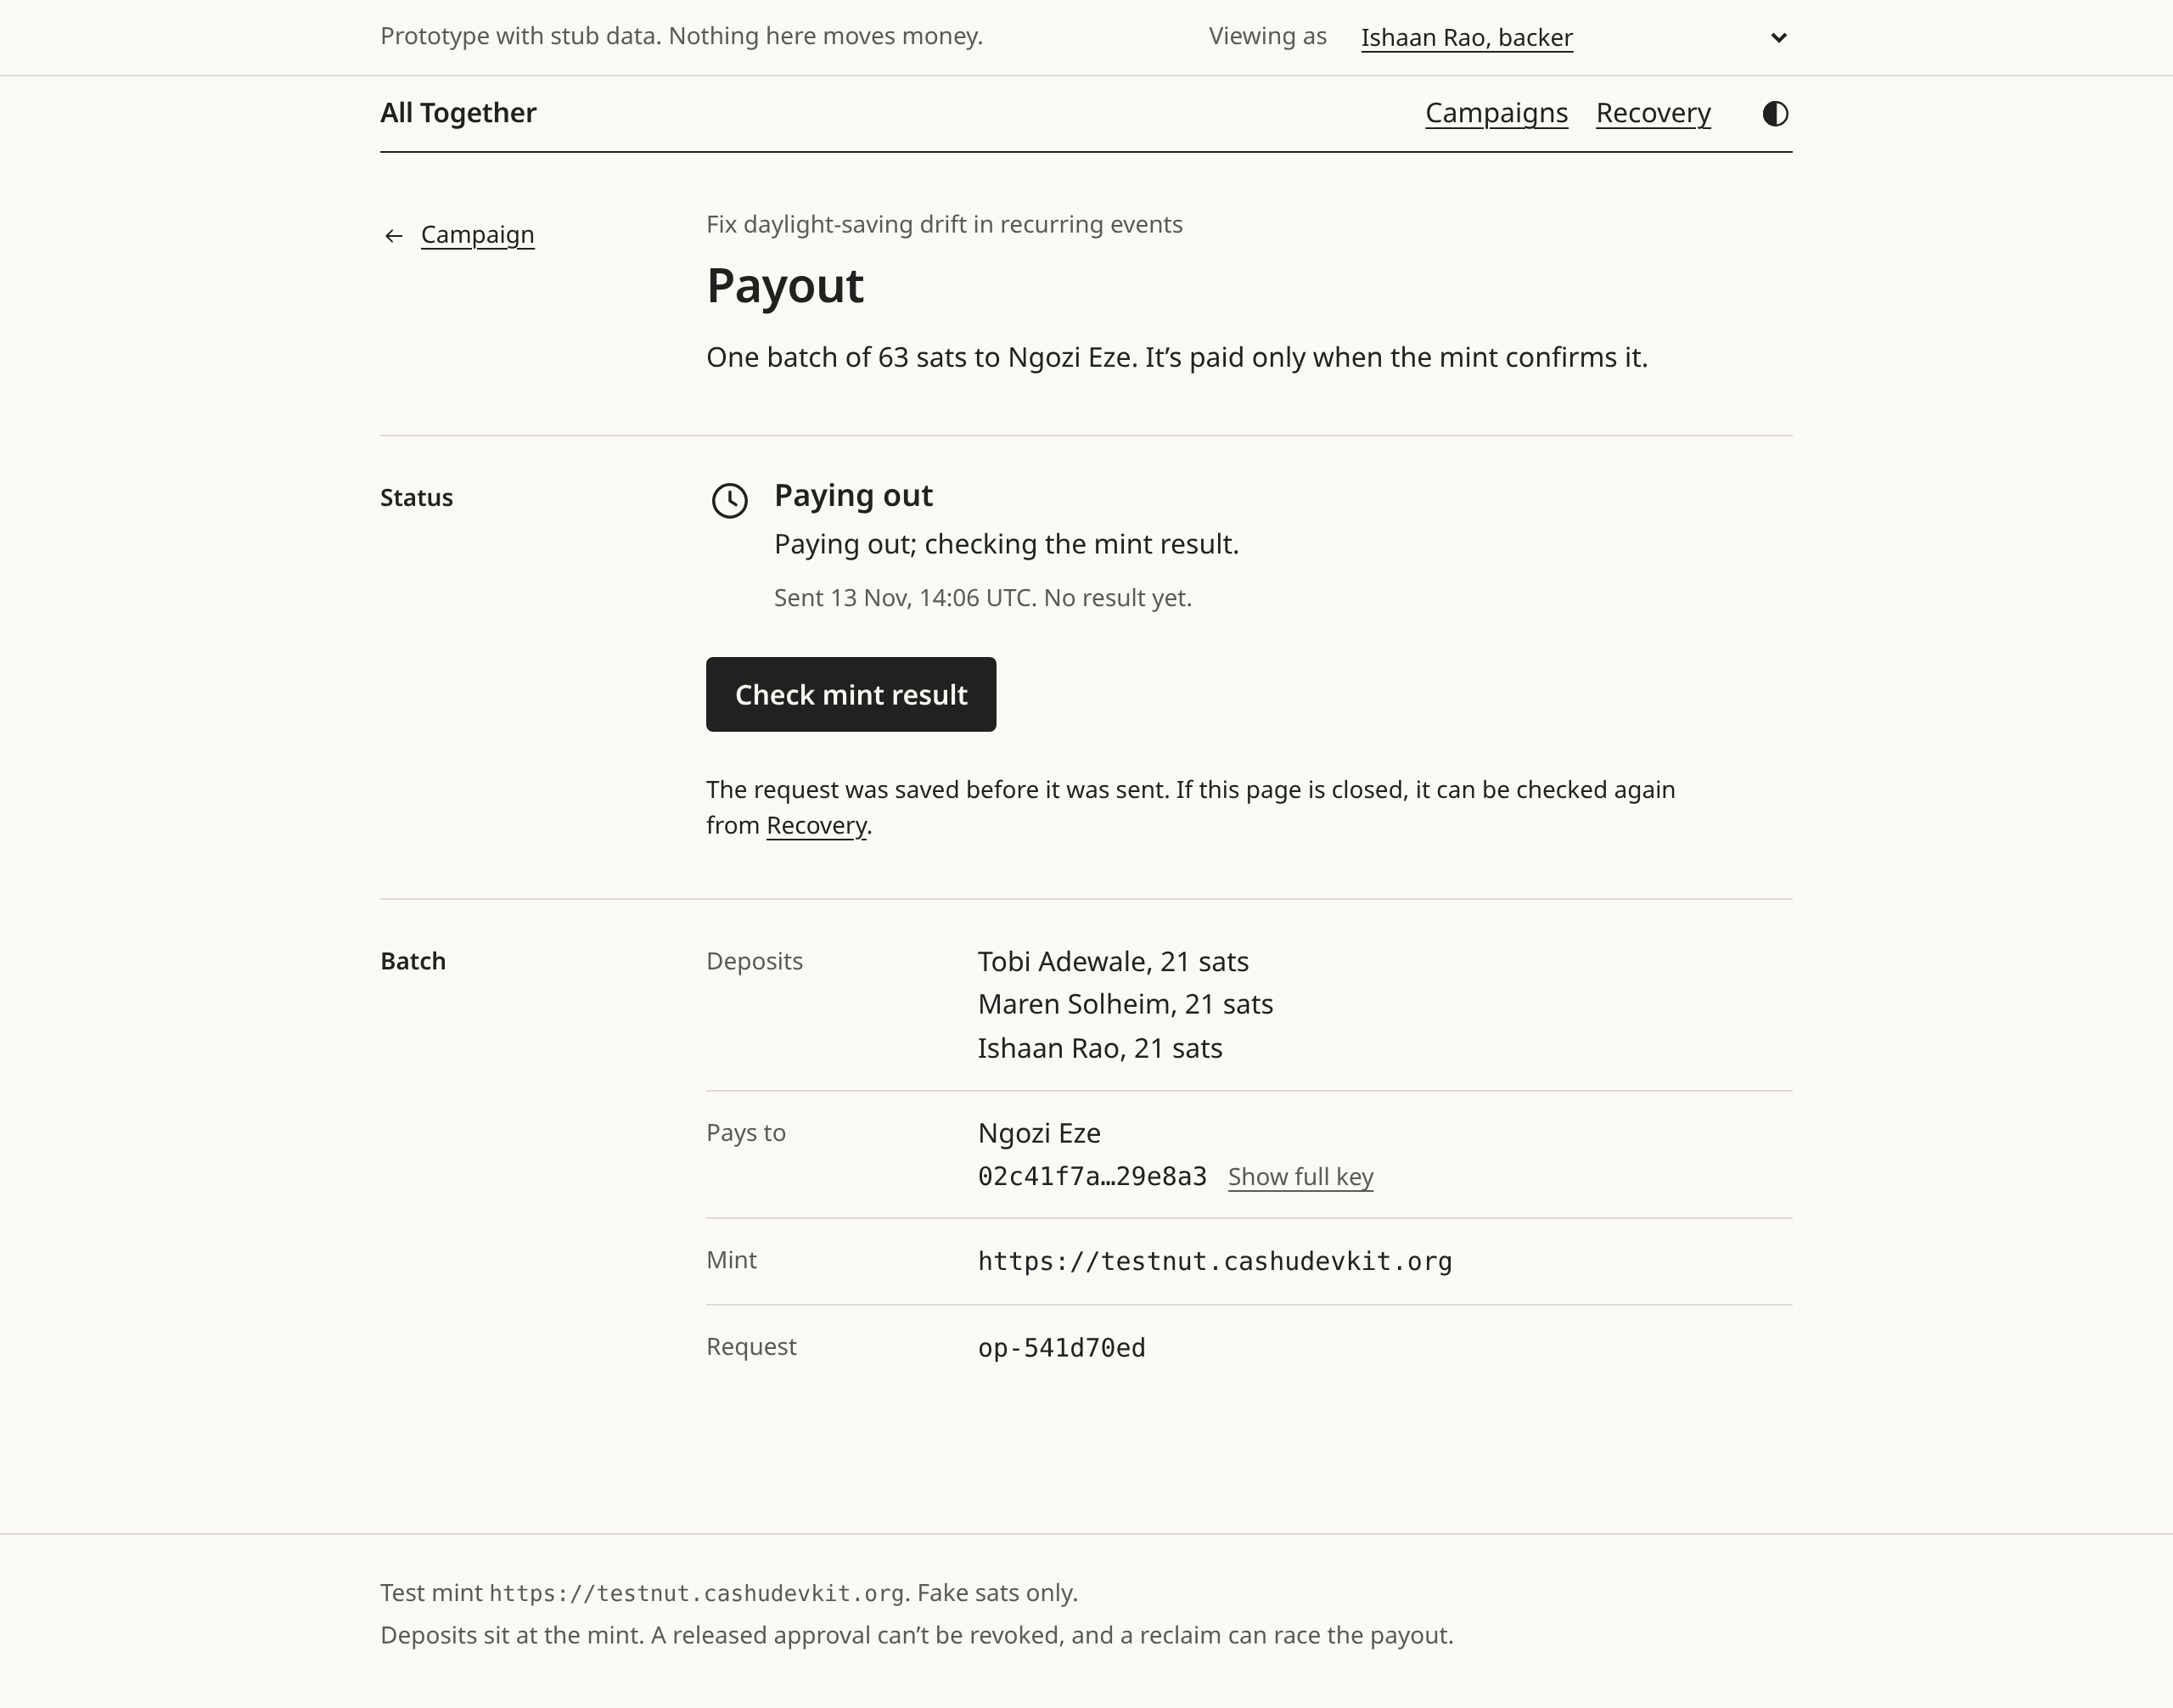 Prototype with stub data. Nothing here moves money.
Viewing as Ishaan Rao, backer
All Together
Campaigns Recovery
← Campaign
Fix daylight-saving drift in recurring events
Payout
One batch of 63 sats to Ngozi Eze. It’s paid only when the mint confirms it.
Status
Paying out
Paying out; checking the mint result.
Sent 13 Nov, 14:06 UTC. No result yet.
Check mint result
The request was saved before it was sent. If this page is closed, it can be checked again
from Recovery.
Batch
Deposits
Tobi Adewale, 21 sats
Maren Solheim, 21 sats
Ishaan Rao, 21 sats
Pays to
Ngozi Eze
02c41f7a…29e8a3 Show full key
Mint
https://testnut.cashudevkit.org
Request
op-541d70ed
Test mint https://testnut.cashudevkit.org. Fake sats only.
Deposits sit at the mint. A released approval can’t be revoked, and a reclaim can race the payout.